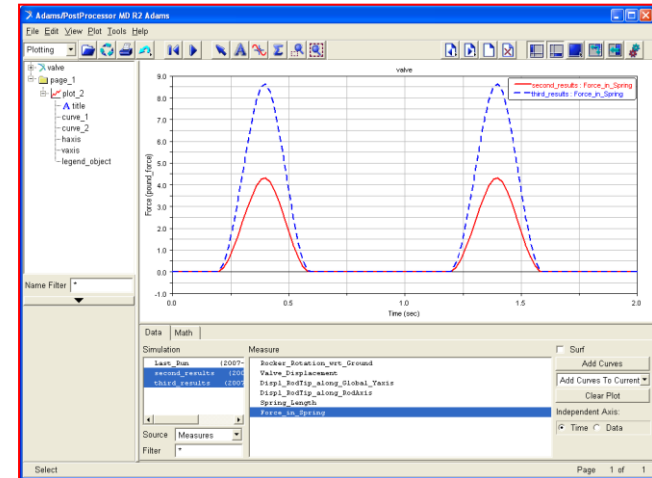 Adams/PostProcessor MD R2 Adams
File Edit View Plot Tools Help
Plotting
valve
page_1
plot_2
A title
curve_1
curve_2
haxis
vaxis
legend_object
Name Filter *
valve
second_results : Force_in_Spring
third_results : Force_in_Spring
9.0
8.0
7.0
6.0
5.0
4.0
3.0
2.0
1.0
0.0
-1.0
Force (pound_force)
0.0 0.5 1.0 1.5 2.0
Time (sec)
Data Math
Simulation Measure Surf
Last_Run (2007-
second_results (200
third_results (2007
Rocker_Rotation_wrt_Ground
Valve_Displacement
Displ_RodTip_along_Global_Yaxis
Displ_RodTip_along_RodAxis
Spring_Length
Force_in_Spring
Add Curves
Add Curves To Current
Clear Plot
Independent Axis:
Time Data
Source Measures
Filter *
Select Page 1 of 1